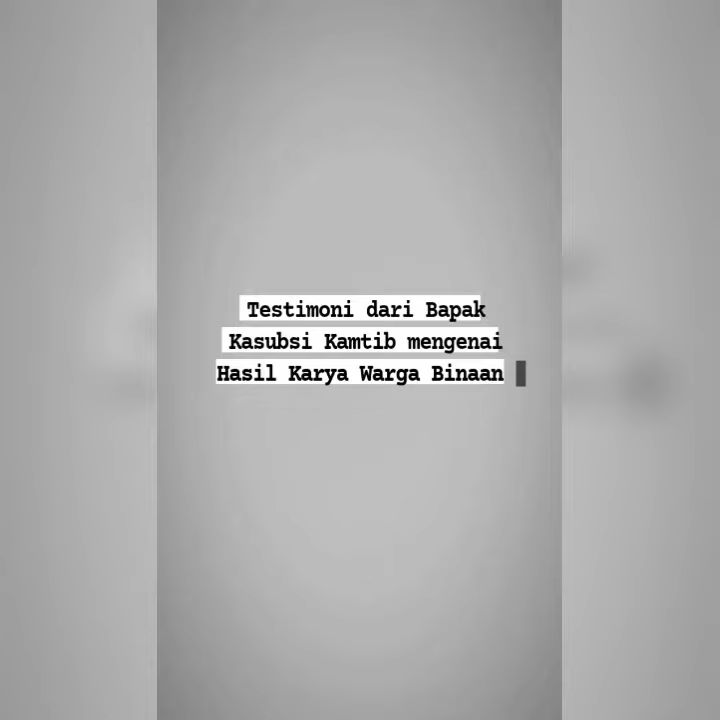 Testimoni dari Bapak
Kasubsi Kamtib mengenai
Hasil Karya Warga Binaan